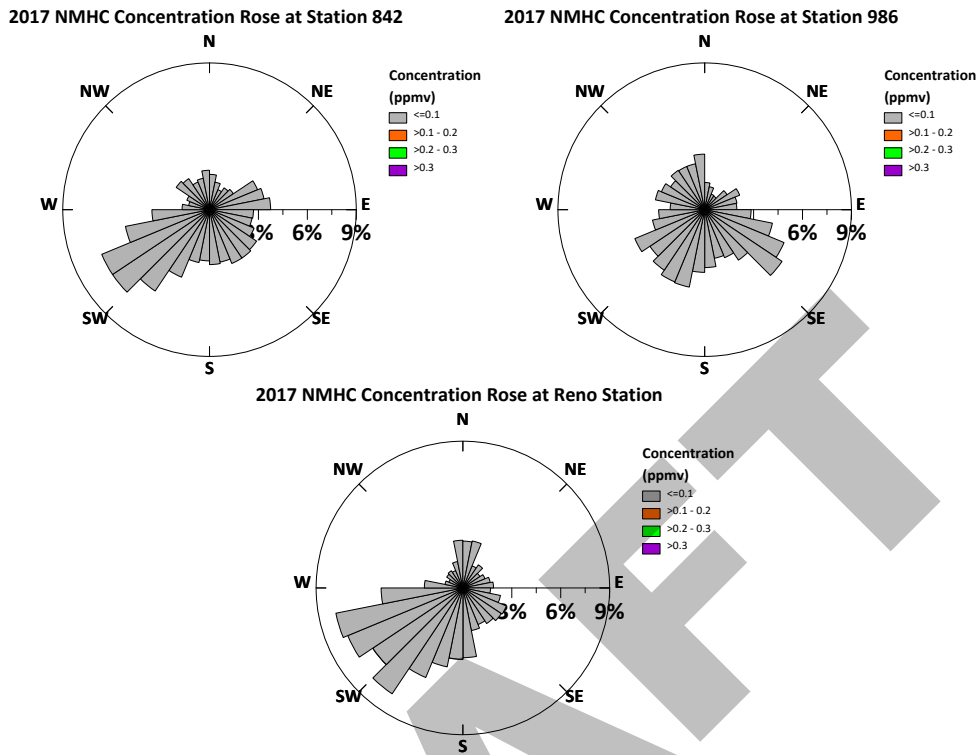 2017 NMHC Concentration Rose at Station 842
N
NW
NE
W
E
3%
6%
9%
SW
SE
S
Concentration
(ppmv)
<=0.1
>0.1 - 0.2
>0.2 - 0.3
>0.3
2017 NMHC Concentration Rose at Station 986
N
NW
NE
W
E
6%
9%
SW
SE
S
Concentration
(ppmv)
<=0.1
>0.1 - 0.2
>0.2 - 0.3
>0.3
2017 NMHC Concentration Rose at Reno Station
N
NW
NE
W
E
3%
6%
9%
SW
SE
S
Concentration
(ppmv)
<=0.1
>0.1 - 0.2
>0.2 - 0.3
>0.3